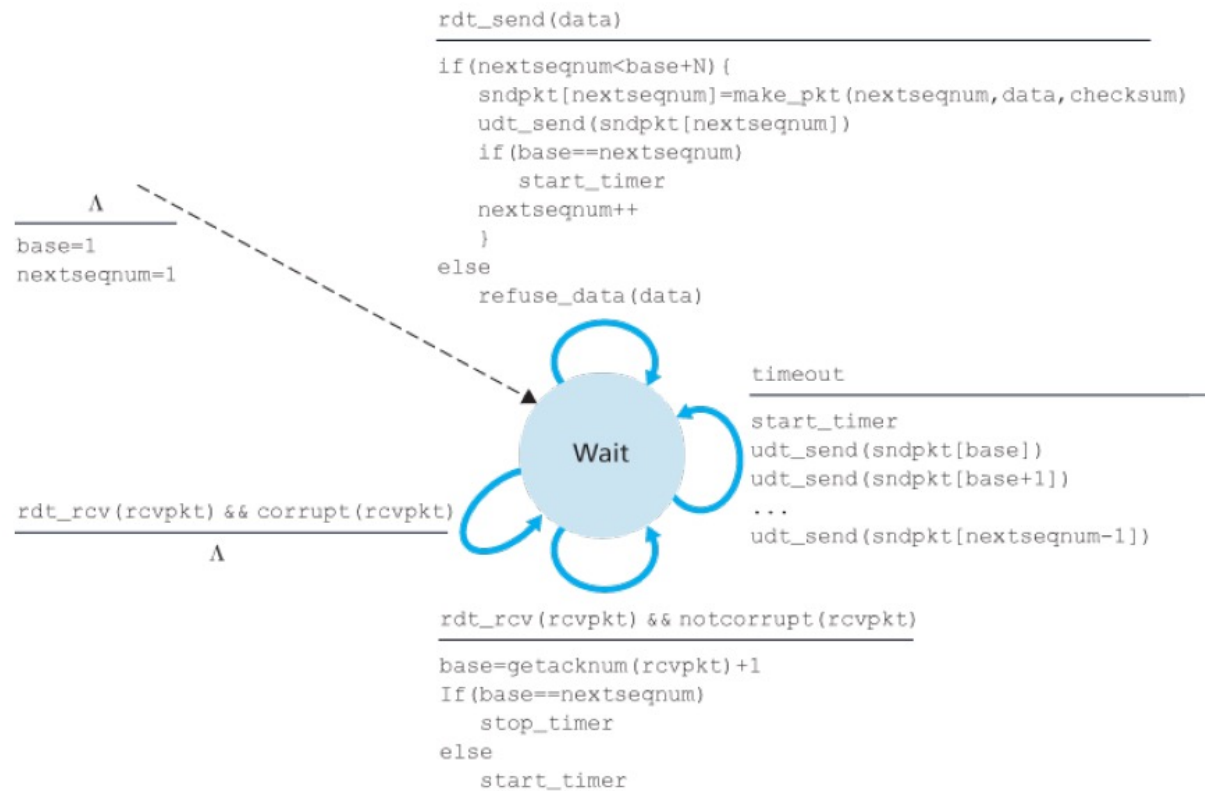 rdt_send(data)
if(nextseqnum<base+N){
sndpkt[nextseqnum]=make_pkt(nextseqnum,data,checksum)
udt_send(sndpkt[nextseqnum])
if(base==nextseqnum)
start_timer
nextseqnum++
}
else
refuse_data(data)
Λ
base=1
nextseqnum=1
Wait
timeout
start_timer
udt_send(sndpkt[base])
udt_send(sndpkt[base+1])
...
udt_send(sndpkt[nextseqnum-1])
rdt_rcv(rcvpkt) && corrupt(rcvpkt)
Λ
rdt_rcv(rcvpkt) && notcorrupt(rcvpkt)
base=getacknum(rcvpkt)+1
If(base==nextseqnum)
stop_timer
else
start_timer